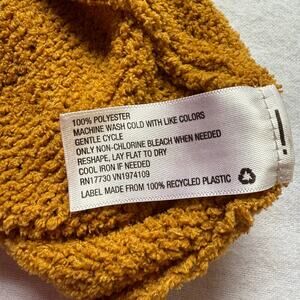 100% POLYESTER
MACHINE WASH COLD WITH LIKE COLORS
GENTLE CYCLE
ONLY NON-CHLORINE BLEACH WHEN NEEDED
RESHAPE, LAY FLAT TO DRY
COOL IRON IF NEEDED
RN17730 VN1974109
LABEL MADE FROM 100% RECYCLED PLASTIC